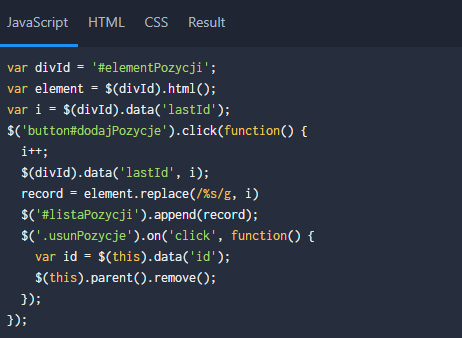 JavaScript HTML CSS Result
var divId = '#elementPozycji';
var element = $(divId).html();
var i = $(divId).data('lastId');
$('button#dodajPozycje').click(function() {
  i++;
  $(divId).data('lastId', i);
  record = element.replace(/%s/g, i)
  $('#listaPozycji').append(record);
  $('.usunPozycje').on('click', function() {
    var id = $(this).data('id');
    $(this).parent().remove();
  });
});